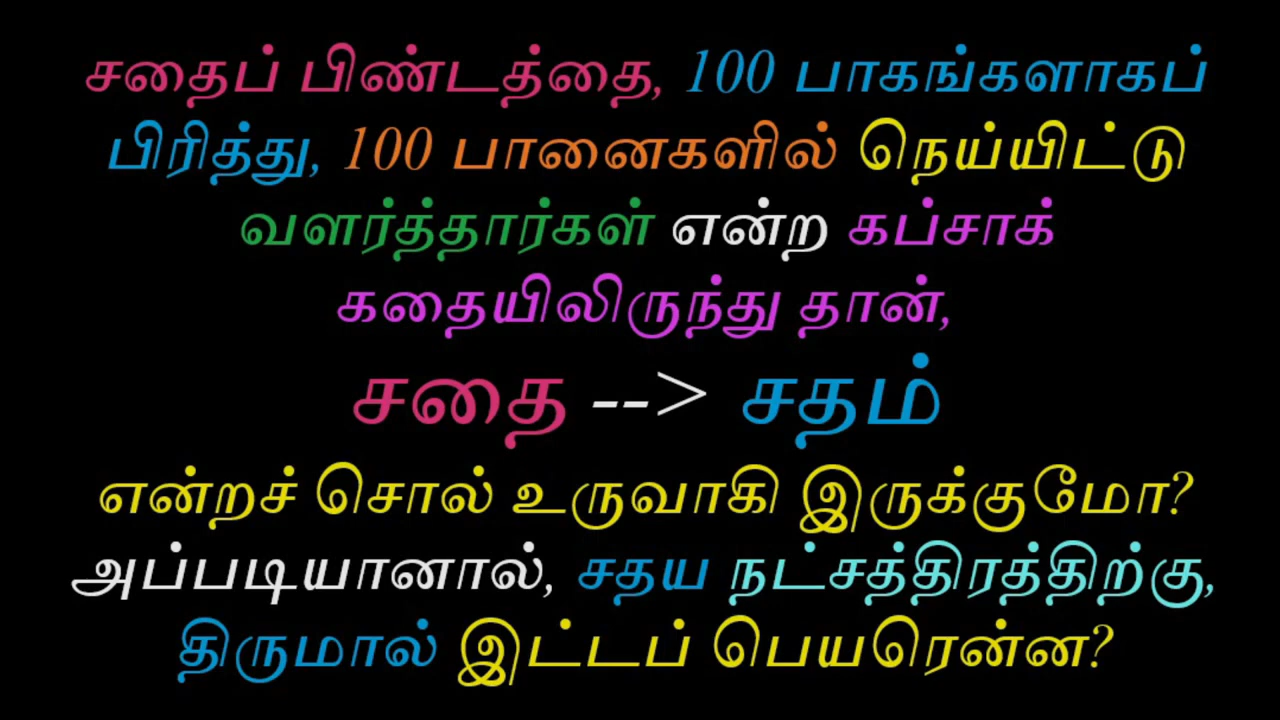 சதைப் பிண்டத்தை, 100 பாகங்களாகப்
பிரித்து, 100 பானைகளில் நெய்யிட்டு
வளர்த்தார்கள் என்ற கப்சாக்
கதையிலிருந்து தான்,
சதை --> சதம்
என்றச் சொல் உருவாகி இருக்குமோ?
அப்படியானால், சதய நட்சத்திரத்திற்கு,
திருமால் இட்டப் பெயரென்ன?